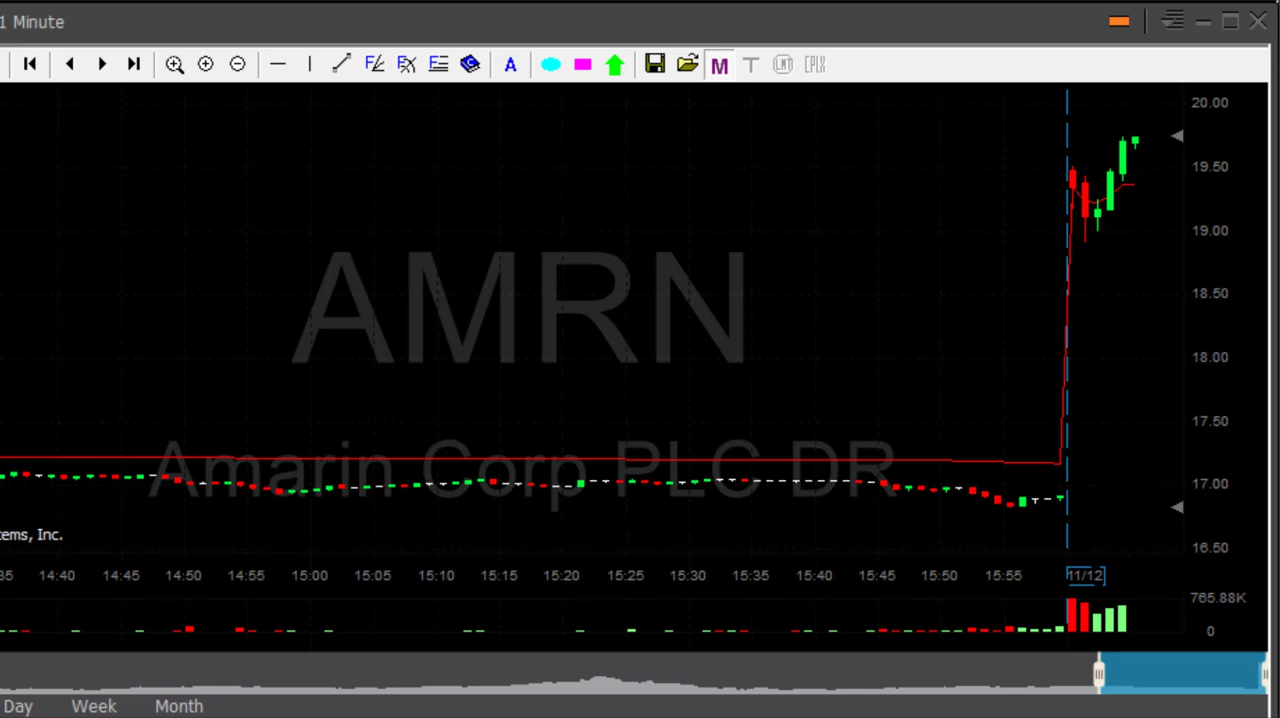 1 Minute
A M T LMT CPLX
20.00
19.50
19.00
18.50
18.00
17.50
17.00
16.50
AMRN
Amarin Corp PLC DR
tems, Inc.
35 14:40 14:45 14:50 14:55 15:00 15:05 15:10 15:15 15:20 15:25 15:30 15:35 15:40 15:45 15:50 15:55 11/12
765.88K
0
Day Week Month